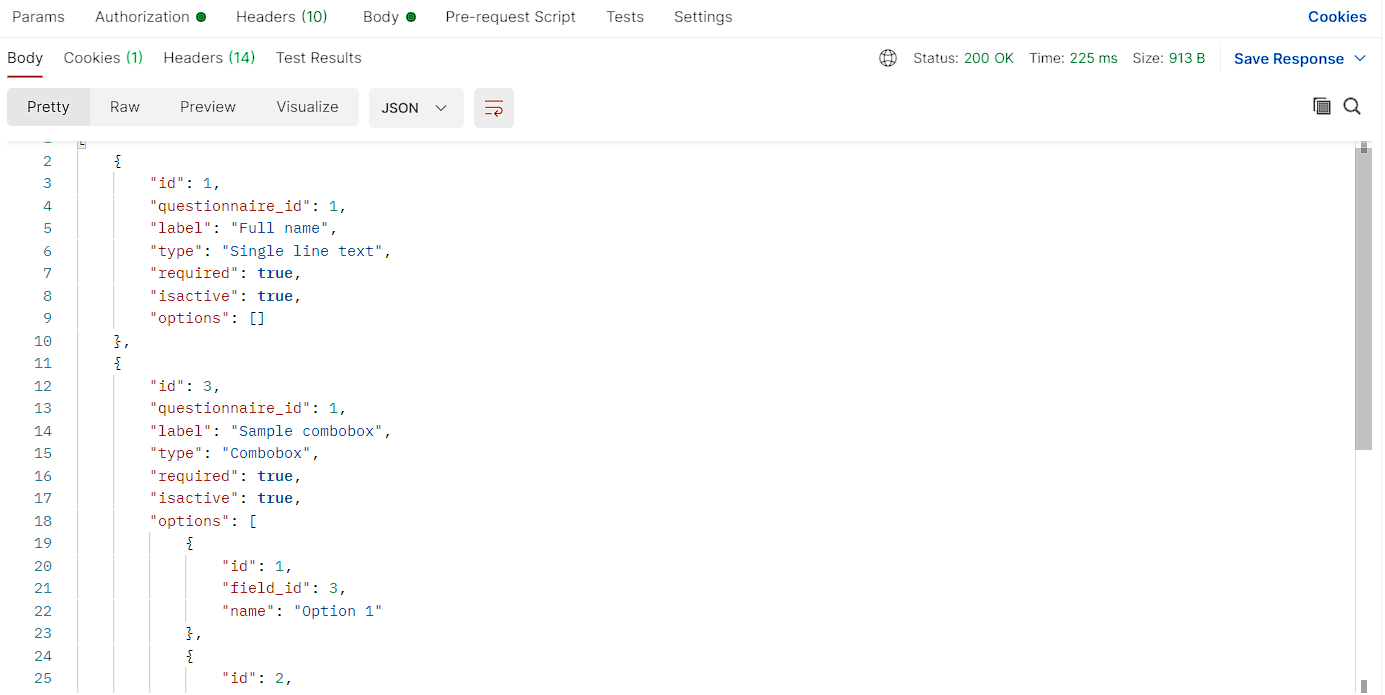 Params Authorization Headers (10) Body Pre-request Script Tests Settings Cookies
Body Cookies (1) Headers (14) Test Results Status: 200 OK Time: 225 ms Size: 913 B Save Response
Pretty Raw Preview Visualize JSON
1 [
2 {
3 "id": 1,
4 "questionnaire_id": 1,
5 "label": "Full name",
6 "type": "Single line text",
7 "required": true,
8 "isactive": true,
9 "options": []
10 },
11 {
12 "id": 3,
13 "questionnaire_id": 1,
14 "label": "Sample combobox",
15 "type": "Combobox",
16 "required": true,
17 "isactive": true,
18 "options": [
19 {
20 "id": 1,
21 "field_id": 3,
22 "name": "Option 1"
23 },
24 {
25 "id": 2,